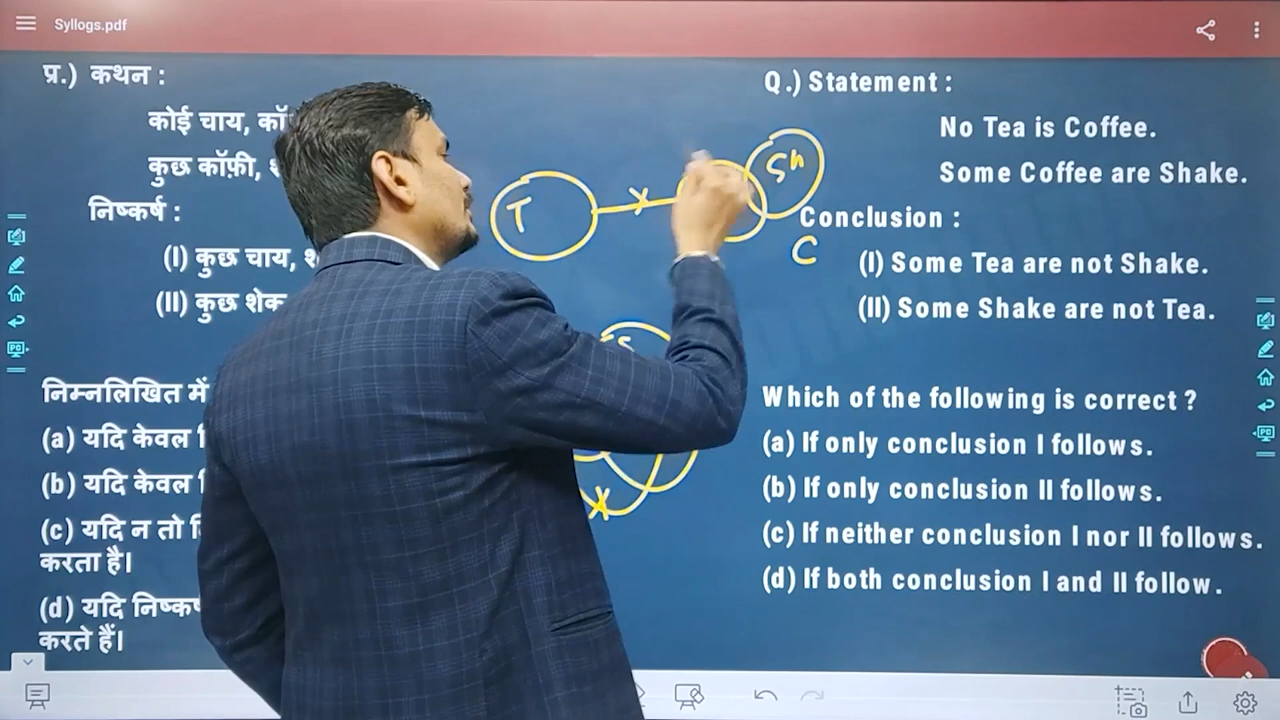 Syllogs.pdf
प्र.) कथन :
कोई चाय,
कुछ कॉफ़ी,
निष्कर्ष :
(I) कुछ चाय,
(II) कुछ शेक
निम्नलिखित में
(a) यदि केवल
(b) यदि केवल
(c) यदि न तो
करता है।
(d) यदि
करते हैं।
T
Sh
C
Q.) Statement :
No Tea is Coffee.
Some Coffee are Shake.
Conclusion :
(I) Some Tea are not Shake.
(II) Some Shake are not Tea.
Which of the following is correct ?
(a) If only conclusion I follows.
(b) If only conclusion II follows.
(c) If neither conclusion I nor II follows.
(d) If both conclusion I and II follow.